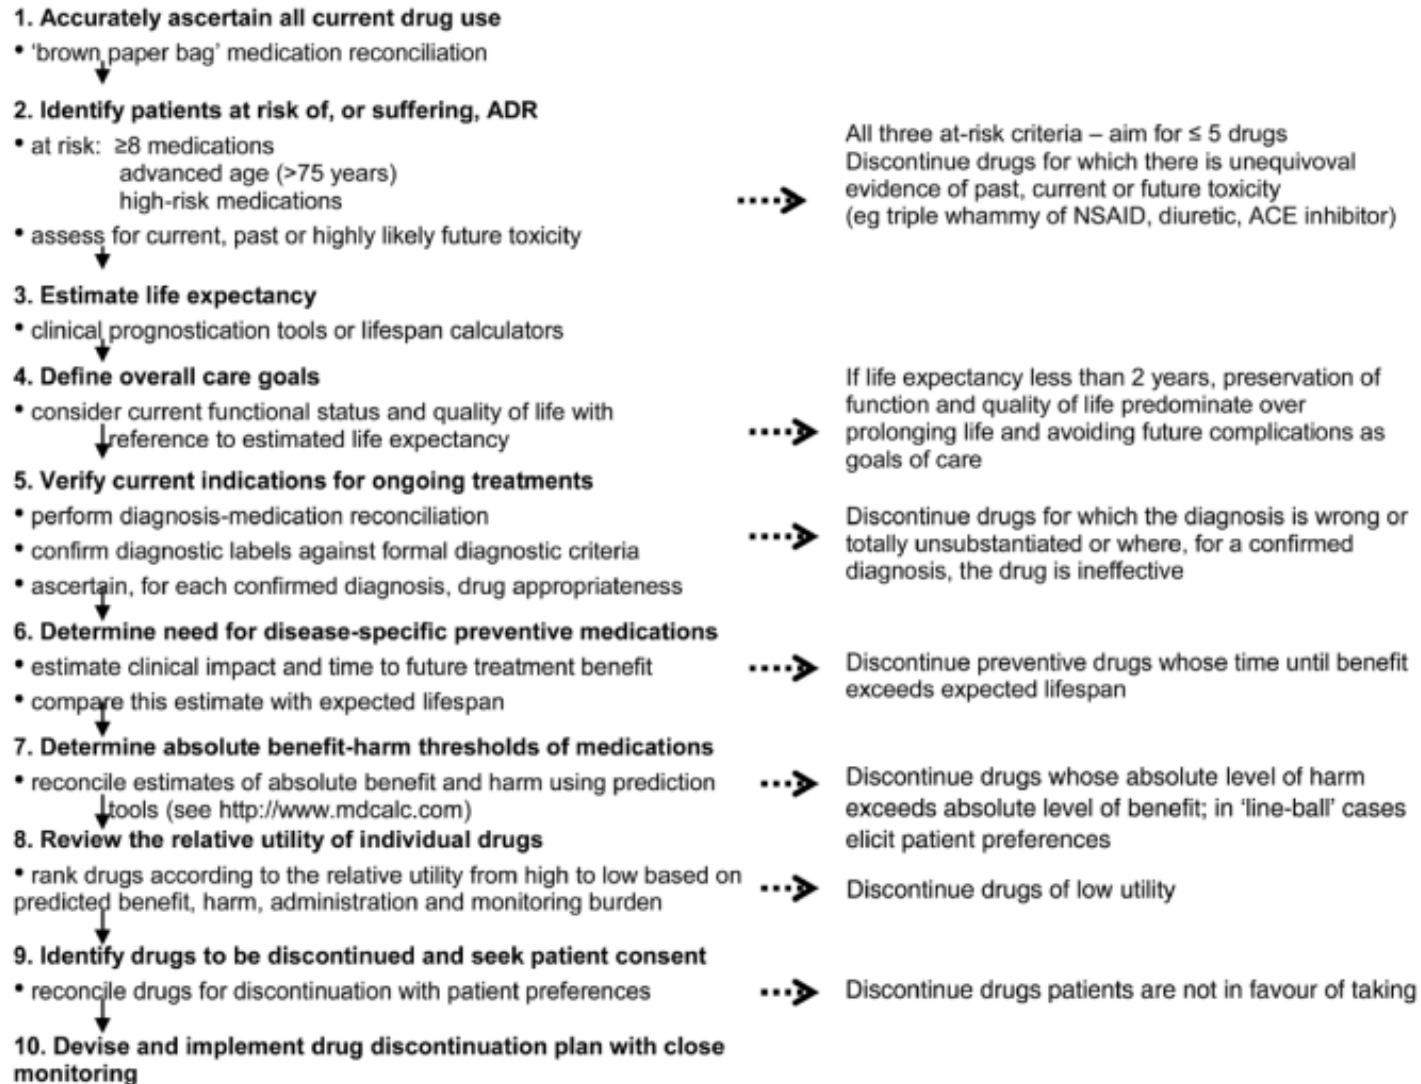 1. Accurately ascertain all current drug use
• 'brown paper bag' medication reconciliation
2. Identify patients at risk of, or suffering, ADR
• at risk: ≥8 medications
advanced age (>75 years)
high-risk medications
• assess for current, past or highly likely future toxicity
All three at-risk criteria – aim for ≤ 5 drugs
Discontinue drugs for which there is unequivoval
evidence of past, current or future toxicity
(eg triple whammy of NSAID, diuretic, ACE inhibitor)
3. Estimate life expectancy
• clinical prognostication tools or lifespan calculators
4. Define overall care goals
• consider current functional status and quality of life with
reference to estimated life expectancy
If life expectancy less than 2 years, preservation of
function and quality of life predominate over
prolonging life and avoiding future complications as
goals of care
5. Verify current indications for ongoing treatments
• perform diagnosis-medication reconciliation
• confirm diagnostic labels against formal diagnostic criteria
• ascertain, for each confirmed diagnosis, drug appropriateness
Discontinue drugs for which the diagnosis is wrong or
totally unsubstantiated or where, for a confirmed
diagnosis, the drug is ineffective
6. Determine need for disease-specific preventive medications
• estimate clinical impact and time to future treatment benefit
• compare this estimate with expected lifespan
Discontinue preventive drugs whose time until benefit
exceeds expected lifespan
7. Determine absolute benefit-harm thresholds of medications
• reconcile estimates of absolute benefit and harm using prediction
tools (see http://www.mdcalc.com)
Discontinue drugs whose absolute level of harm
exceeds absolute level of benefit; in 'line-ball' cases
elicit patient preferences
8. Review the relative utility of individual drugs
• rank drugs according to the relative utility from high to low based on
predicted benefit, harm, administration and monitoring burden
Discontinue drugs of low utility
9. Identify drugs to be discontinued and seek patient consent
• reconcile drugs for discontinuation with patient preferences
Discontinue drugs patients are not in favour of taking
10. Devise and implement drug discontinuation plan with close
monitoring